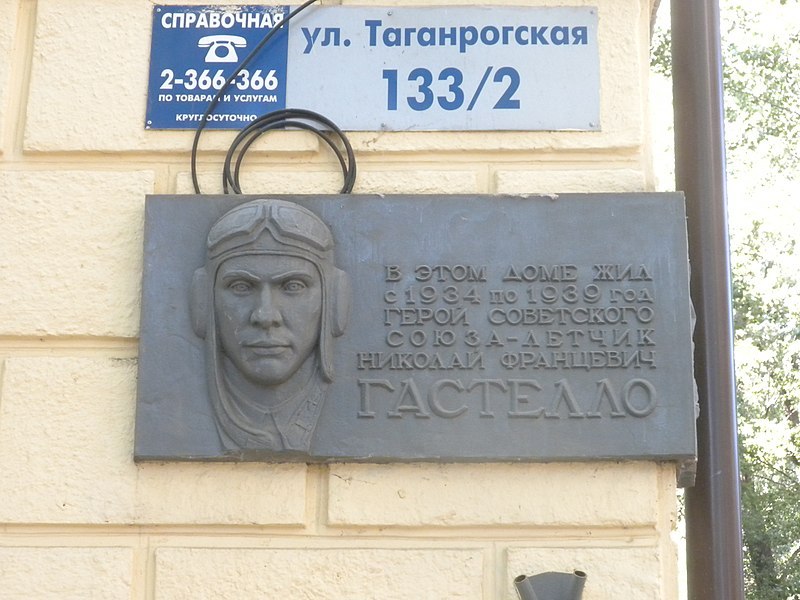 СПРАВОЧНАЯ
2-366-366
ПО ТОВАРАМ И УСЛУГАМ
КРУГЛОСУТОЧНО
ул. Таганрогская
133/2
В ЭТОМ ДОМЕ ЖИЛ
С 1934 ПО 1939 ГОД
ГЕРОЙ СОВЕТСКОГО
СОЮЗА-ЛЕТЧИК
НИКОЛАЙ ФРАНЦЕВИЧ
ГАСТЕЛЛО